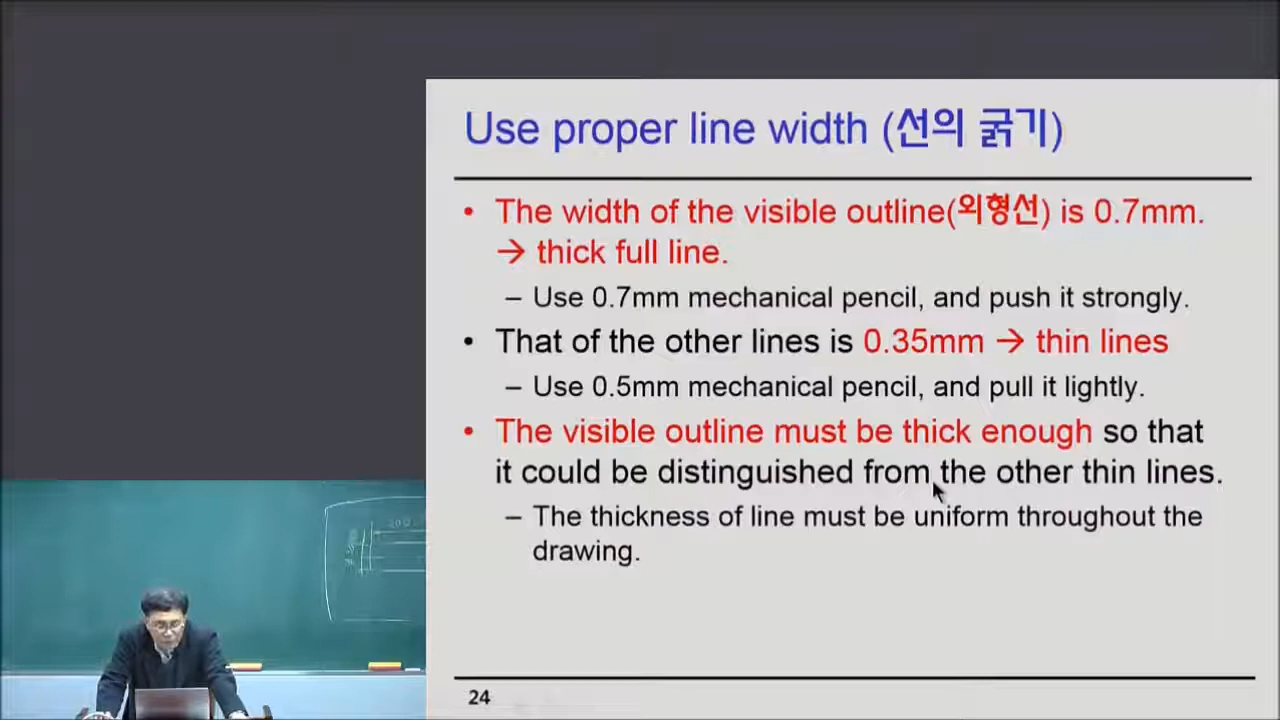 Use proper line width (선의 굵기)
• The width of the visible outline(외형선) is 0.7mm.
→ thick full line.
– Use 0.7mm mechanical pencil, and push it strongly.
• That of the other lines is 0.35mm → thin lines
– Use 0.5mm mechanical pencil, and pull it lightly.
• The visible outline must be thick enough so that
it could be distinguished from the other thin lines.
– The thickness of line must be uniform throughout the
drawing.
24